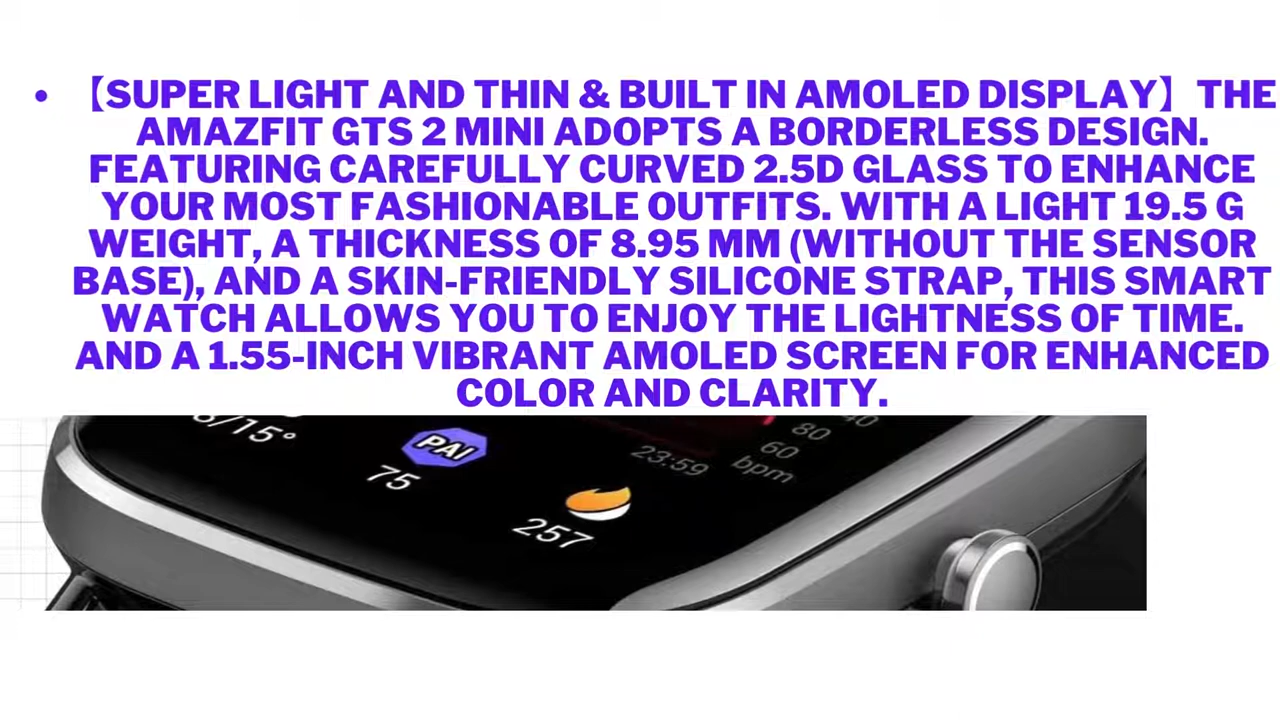 • 【SUPER LIGHT AND THIN & BUILT IN AMOLED DISPLAY】 THE
AMAZFIT GTS 2 MINI ADOPTS A BORDERLESS DESIGN.
FEATURING CAREFULLY CURVED 2.5D GLASS TO ENHANCE
YOUR MOST FASHIONABLE OUTFITS. WITH A LIGHT 19.5 G
WEIGHT, A THICKNESS OF 8.95 MM (WITHOUT THE SENSOR
BASE), AND A SKIN-FRIENDLY SILICONE STRAP, THIS SMART
WATCH ALLOWS YOU TO ENJOY THE LIGHTNESS OF TIME.
AND A 1.55-INCH VIBRANT AMOLED SCREEN FOR ENHANCED
COLOR AND CLARITY.
8/15°
PAI
75
257
23:59
40
80
60
bpm